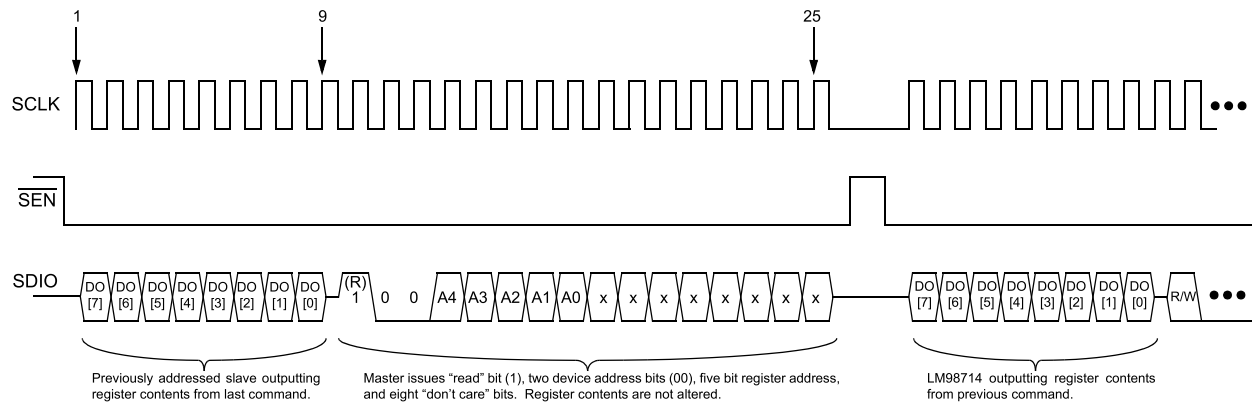 1 9 25
SCLK
●●●
SEN
SDIO
DO [7] DO [6] DO [5] DO [4] DO [3] DO [2] DO [1] DO [0] (R) 1 0 0 A4 A3 A2 A1 A0 x x x x x x x x DO [7] DO [6] DO [5] DO [4] DO [3] DO [2] DO [1] DO [0] R/W ●●●
Previously addressed slave outputting
register contents from last command.
Master issues “read” bit (1), two device address bits (00), five bit register address,
and eight “don’t care” bits. Register contents are not altered.
LM98714 outputting register contents
from previous command.